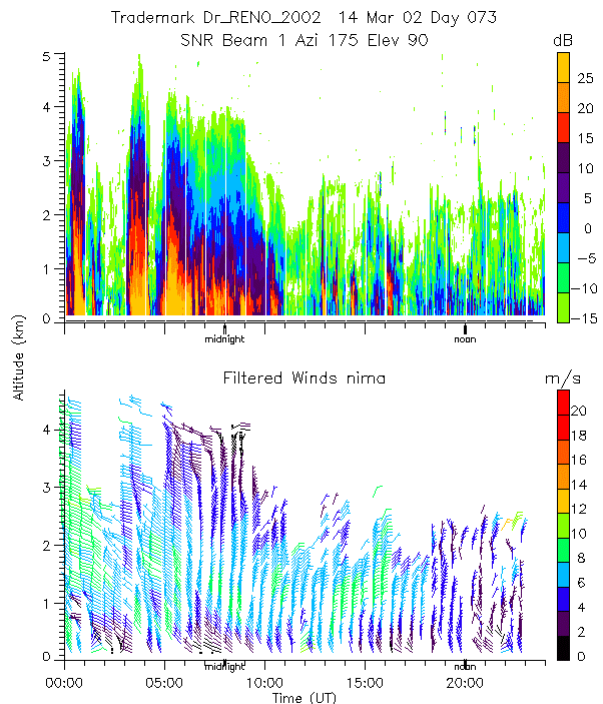 Trademark Dr_RENO_2002 14 Mar 02 Day 073
SNR Beam 1 Azi 175 Elev 90
dB
5
4
3
2
1
0
25
20
15
10
5
0
−5
−10
−15
midnight
noon
Altitude (km)
Filtered Winds nima
m/s
4
3
2
1
0
20
18
16
14
12
10
8
6
4
2
0
midnight
noon
00:00 05:00 10:00 15:00 20:00
Time (UT)